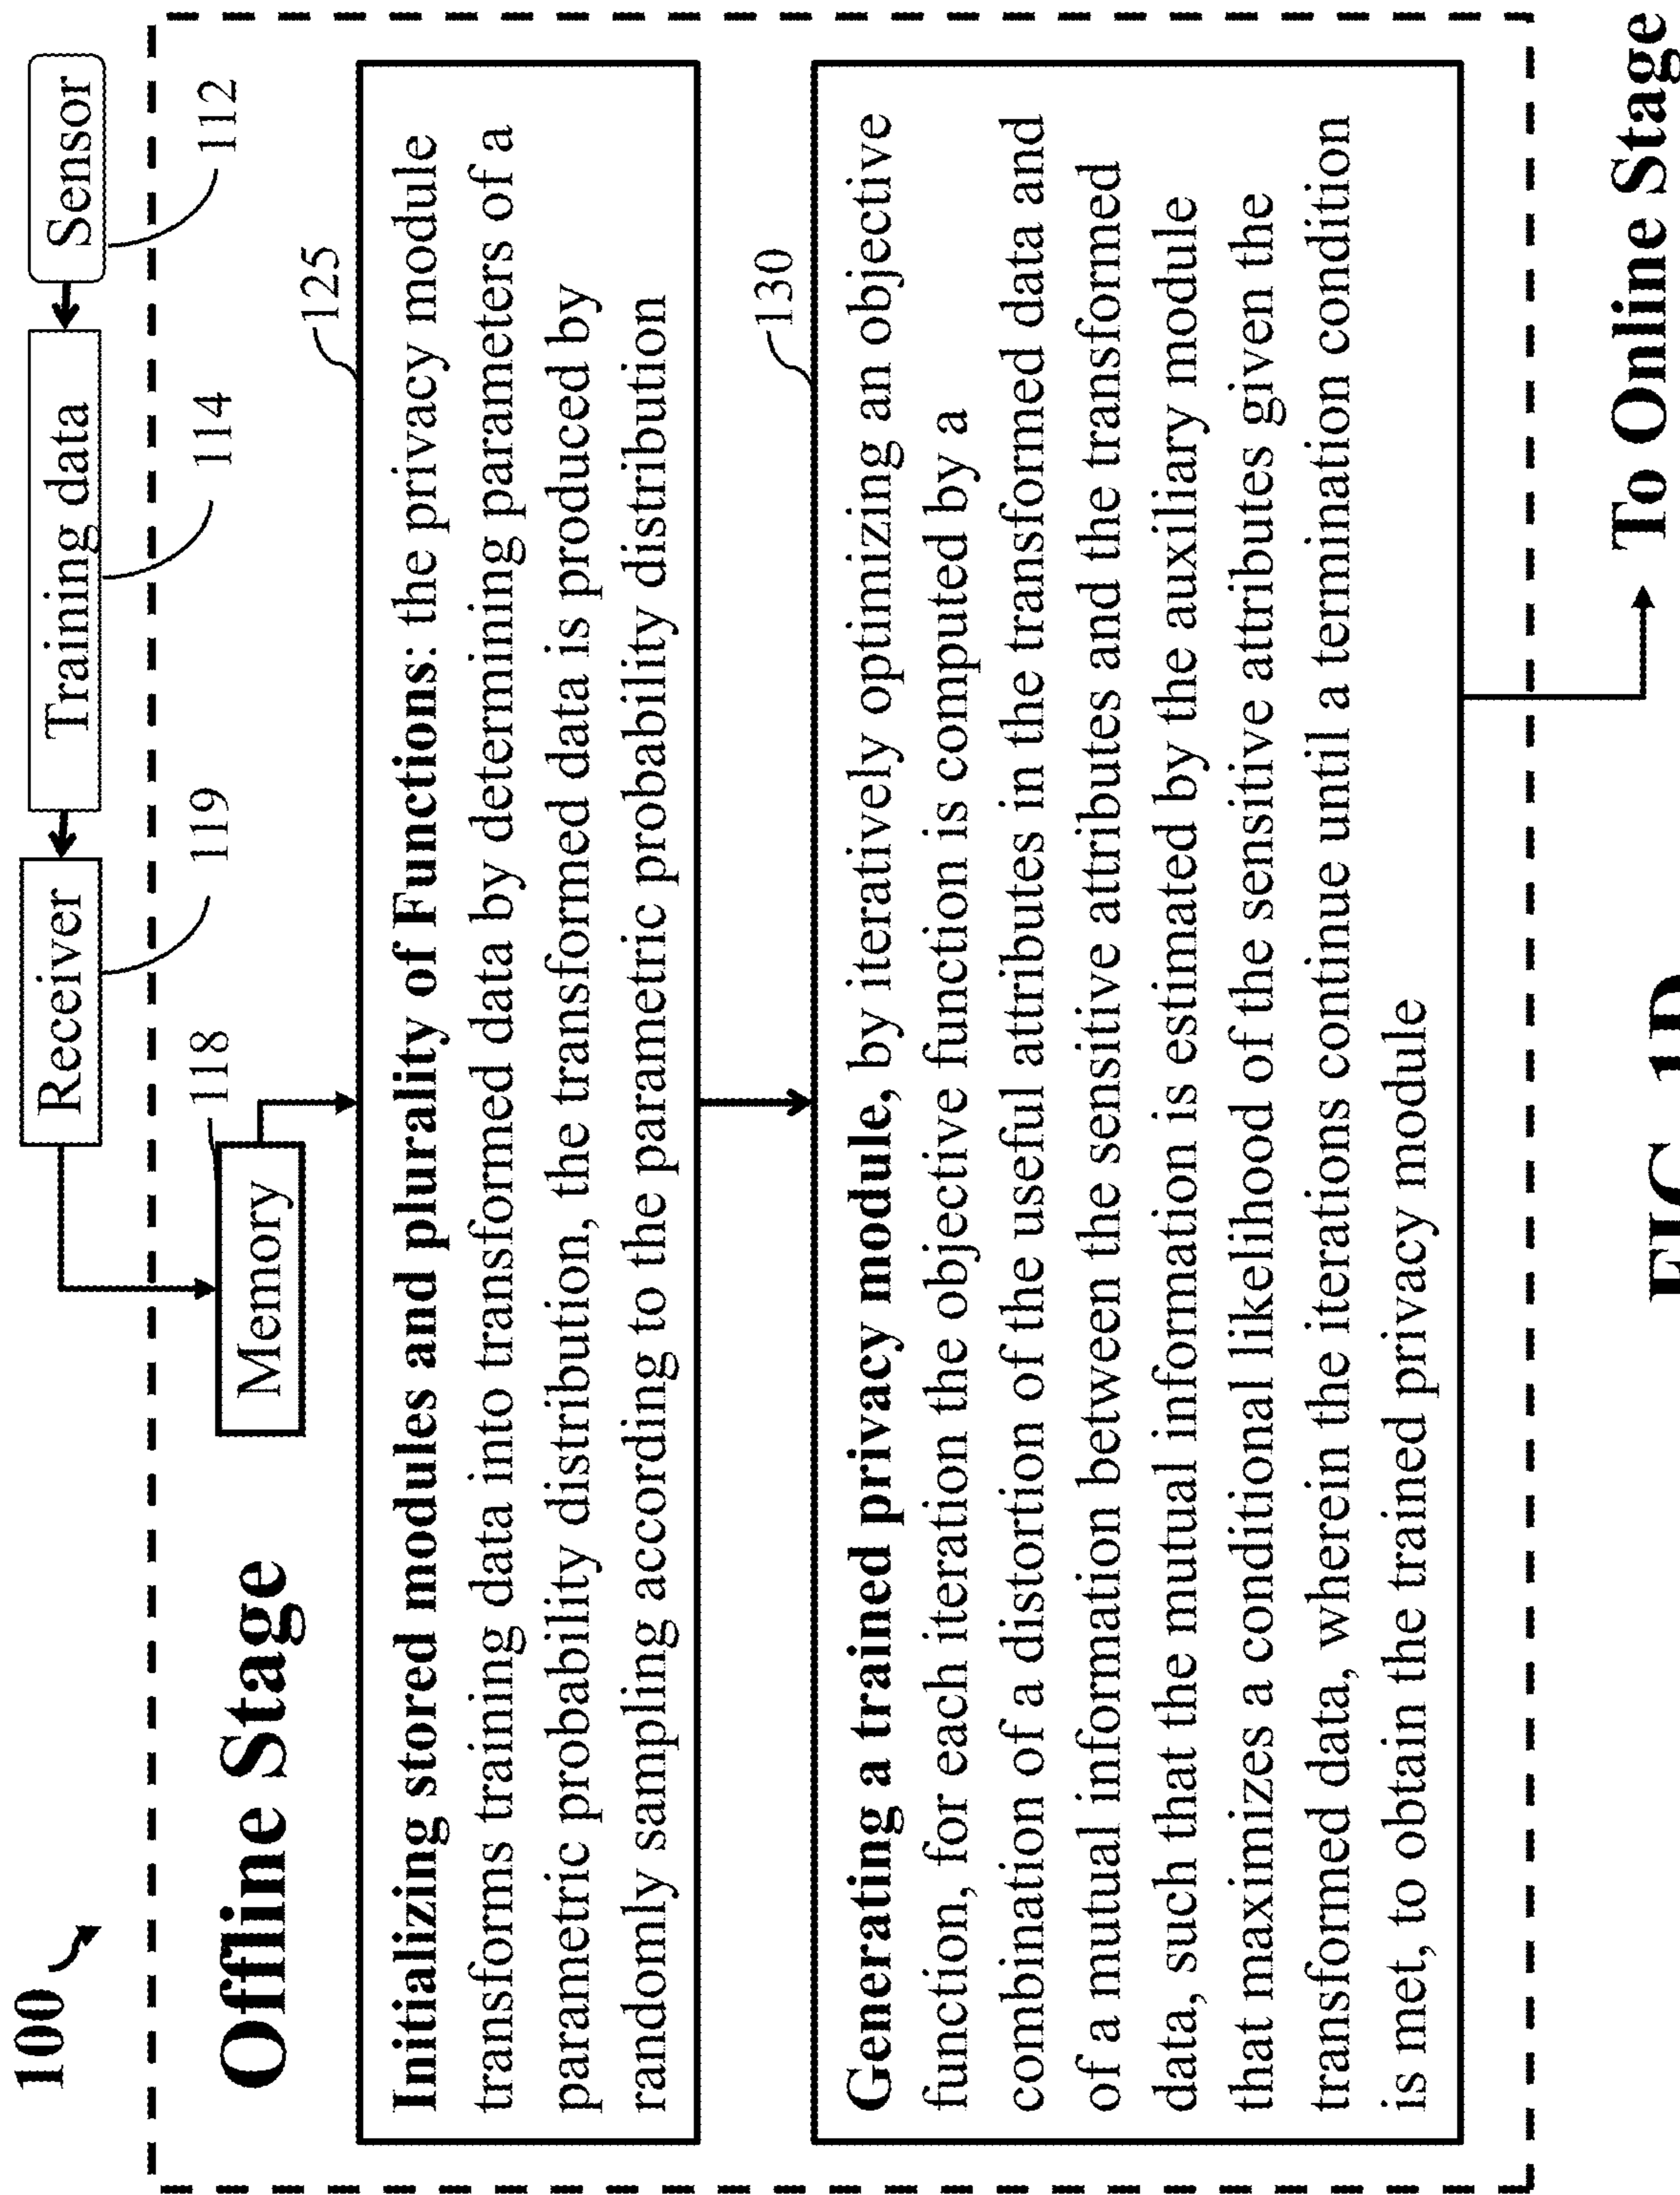 100
Sensor
112
Training data
114
Receiver
119
Offline Stage
Memory
118
125
Initializing stored modules and plurality of Functions: the privacy module
transforms training data into transformed data by determining parameters of a
parametric probability distribution, the transformed data is produced by
randomly sampling according to the parametric probability distribution
130
Generating a trained privacy module, by iteratively optimizing an objective
function, for each iteration the objective function is computed by a
combination of a distortion of the useful attributes in the transformed data and
of a mutual information between the sensitive attributes and the transformed
data, such that the mutual information is estimated by the auxiliary module
that maximizes a conditional likelihood of the sensitive attributes given the
transformed data, wherein the iterations continue until a termination condition
is met, to obtain the trained privacy module
To Online Stage